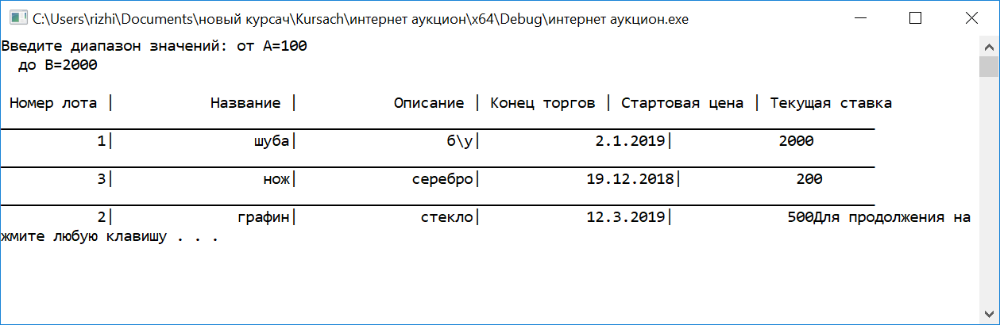 C:\Users\rizhi\Documents\новый курсач\Kursach\интернет аукцион\x64\Debug\интернет аукцион.exe
Введите диапазон значений: от A=100
до B=2000
Номер лота | Название | Описание | Конец торгов | Стартовая цена | Текущая ставка
1| шуба| б\у| 2.1.2019| 2000
3| нож| серебро| 19.12.2018| 200
2| графин| стекло| 12.3.2019| 500Для продолжения на
жмите любую клавишу . . .